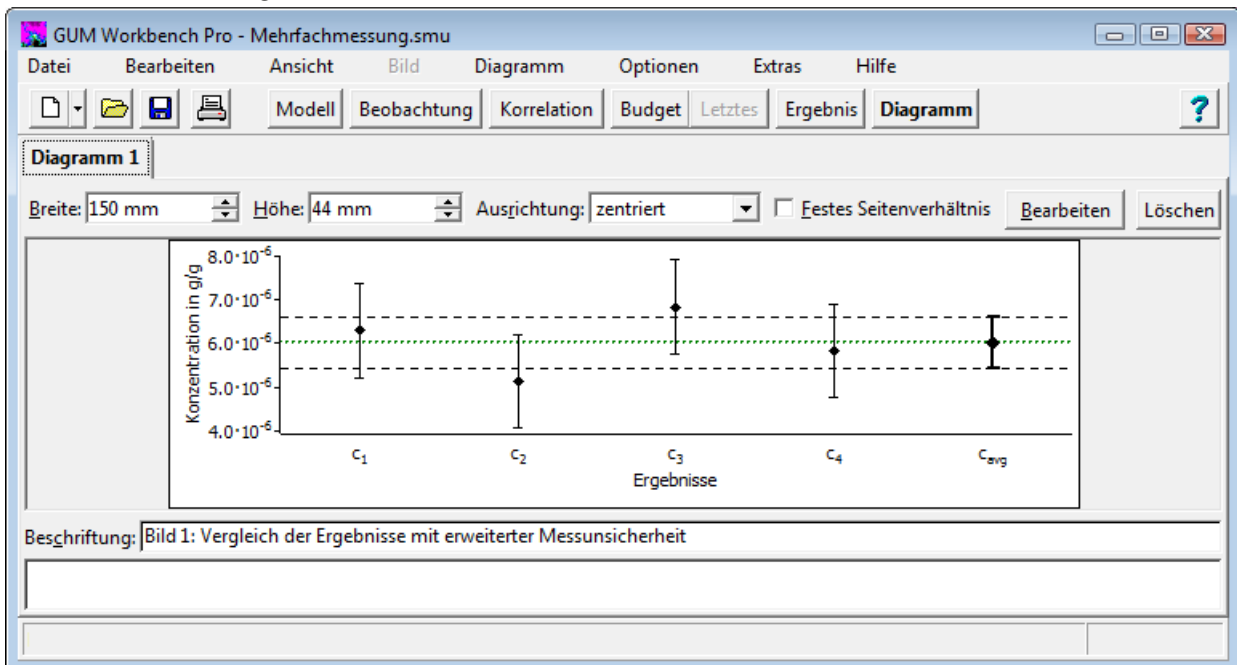 GUM Workbench Pro - Mehrfachmessung.smu
Datei Bearbeiten Ansicht Bild Diagramm Optionen Extras Hilfe
Modell Beobachtung Korrelation Budget Letztes Ergebnis Diagramm ?
Diagramm 1
Breite: 150 mm Höhe: 44 mm Ausrichtung: zentriert Festes Seitenverhältnis Bearbeiten Löschen
Konzentration in g/g
8.0·10⁻⁶
7.0·10⁻⁶
6.0·10⁻⁶
5.0·10⁻⁶
4.0·10⁻⁶
c₁ c₂ c₃ c₄ c_avg
Ergebnisse
Beschriftung: Bild 1: Vergleich der Ergebnisse mit erweiterter Messunsicherheit